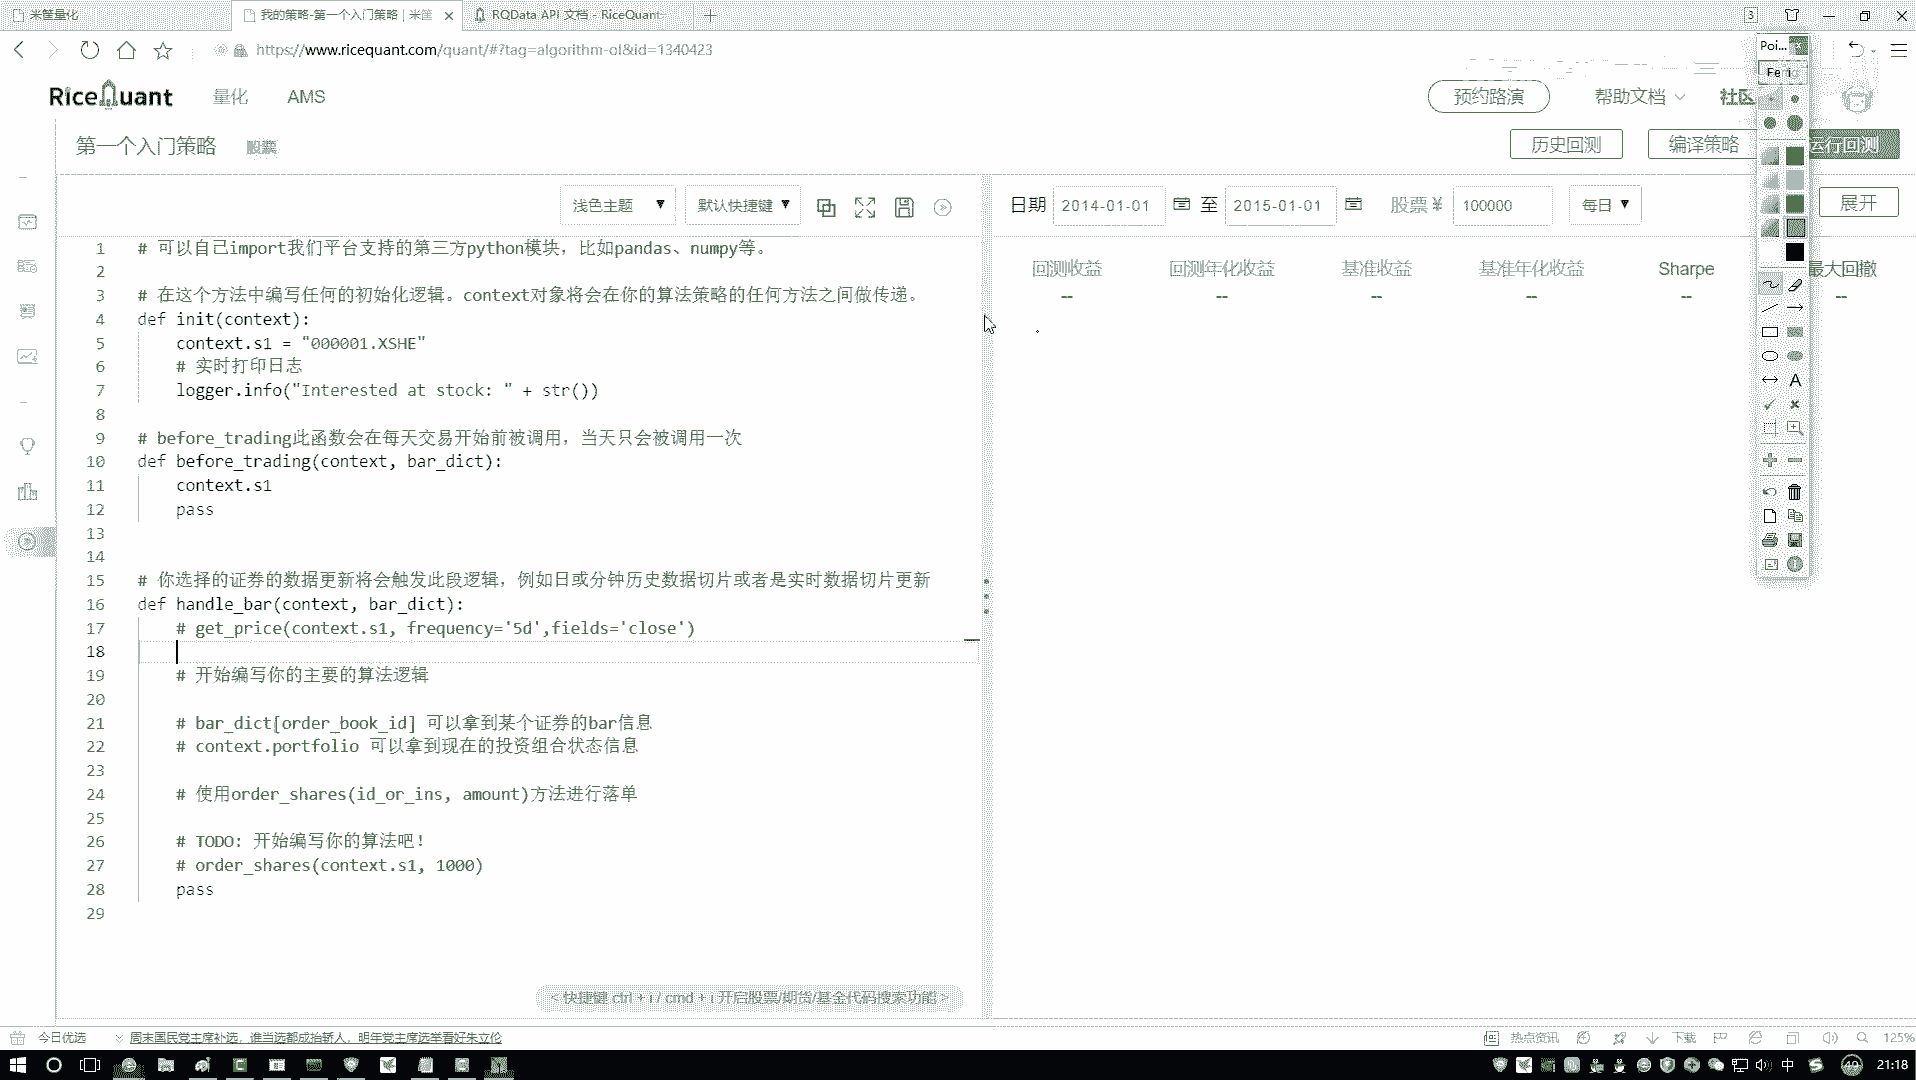 米筐量化
我的策略-第一个入门策略 | 米筐
RQData API 文档 - RiceQuant
https://www.ricequant.com/quant/#?tag=algorithm-ol&id=1340423
RiceQuant 量化 AMS 预约路演 帮助文档 社区
第一个入门策略 股票 历史回测 编译策略 运行回测
浅色主题 默认快捷键 日期 2014-01-01 至 2015-01-01 股票 ¥ 100000 每日 展开
回测收益 回测年化收益 基准收益 基准年化收益 Sharpe 最大回撤
-- -- -- -- -- --
1 # 可以自己import我们平台支持的第三方python模块，比如pandas、numpy等。
2
3 # 在这个方法中编写任何的初始化逻辑。context对象将会在你的算法策略的任何方法之间做传递。
4 def init(context):
5 context.s1 = "000001.XSHE"
6 # 实时打印日志
7 logger.info("Interested at stock: " + str())
8
9 # before_trading此函数会在每天交易开始前被调用，当天只会被调用一次
10 def before_trading(context, bar_dict):
11 context.s1
12 pass
13
14
15 # 你选择的证券的数据更新将会触发此段逻辑，例如日或分钟历史数据切片或者是实时数据切片更新
16 def handle_bar(context, bar_dict):
17 # get_price(context.s1, frequency='5d',fields='close')
18
19 # 开始编写你的主要的算法逻辑
20
21 # bar_dict[order_book_id] 可以拿到某个证券的bar信息
22 # context.portfolio 可以拿到现在的投资组合状态信息
23
24 # 使用order_shares(id_or_ins, amount)方法进行落单
25
26 # TODO: 开始编写你的算法吧！
27 # order_shares(context.s1, 1000)
28 pass
29
< 快捷键 ctrl + i / cmd + i 开启股票/期货/基金代码搜索功能 >
今日优选 周末国民党主席补选，谁当选都成抬轿人，明年党主席选举看好朱立伦 热点资讯 下载 125%
Poi...
3
A
中 49 21:18